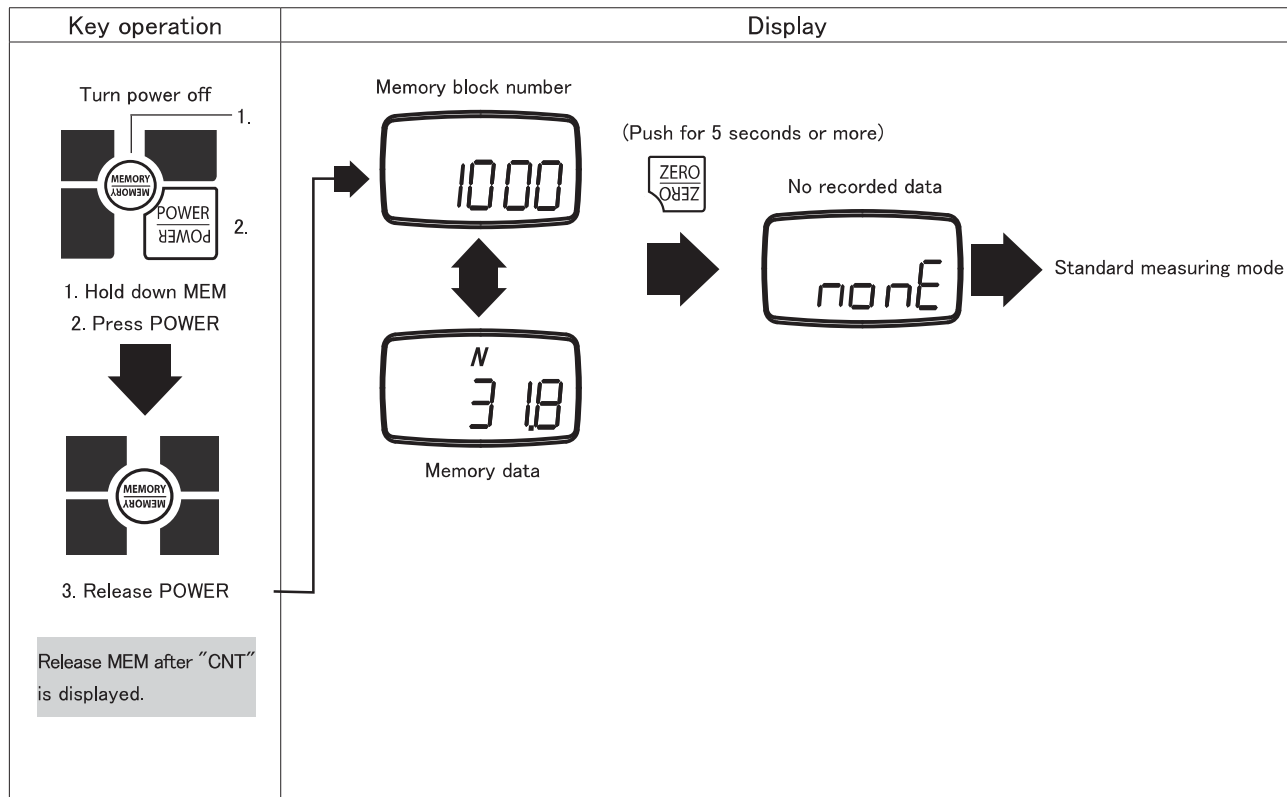 Key operation
Display
Turn power off
1.
MEMORY
MEMORY
POWER
POWER
2.
1. Hold down MEM
2. Press POWER
MEMORY
MEMORY
3. Release POWER
Release MEM after "CNT"
is displayed.
Memory block number
1000
N
31.8
Memory data
(Push for 5 seconds or more)
ZERO
ZERO
No recorded data
nonE
Standard measuring mode